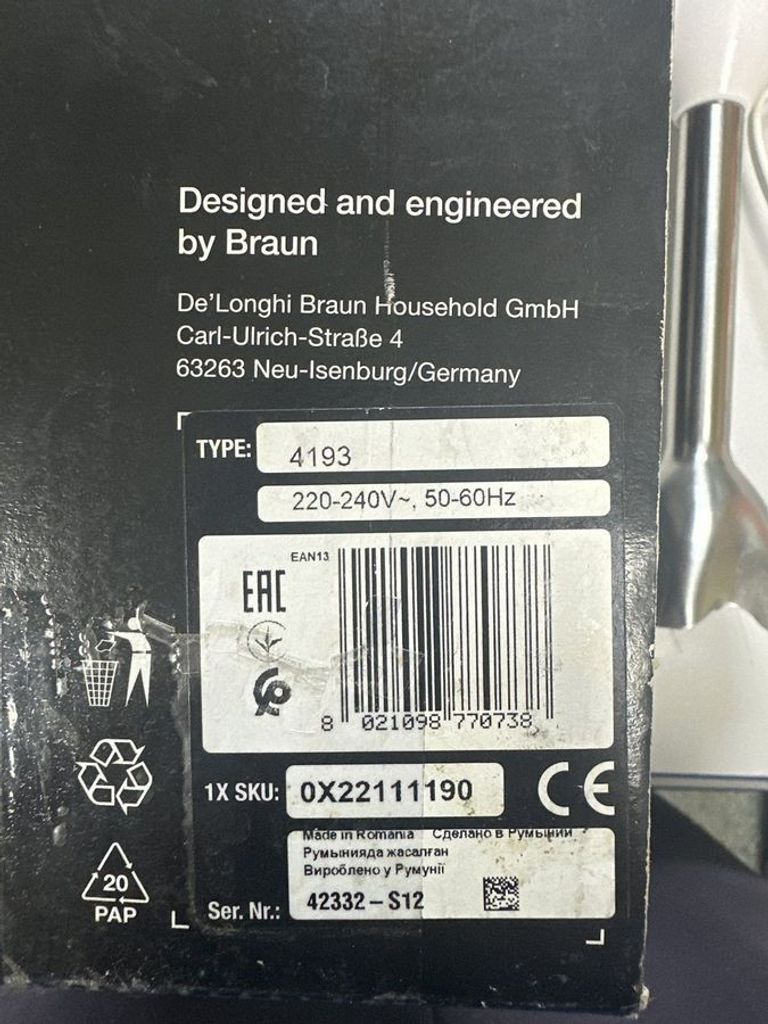 Designed and engineered
by Braun
De'Longhi Braun Household GmbH
Carl-Ulrich-Straße 4
63263 Neu-Isenburg/Germany
TYPE: 4193
220-240V~, 50-60Hz
EAN13
EAC
8 021098 770738
1X SKU: 0X22111190
CE
Made in Romania Сделано в Румынии
Румынияда жасалған
Вироблено у Румунії
Ser. Nr.: 42332-S12
20
PAP